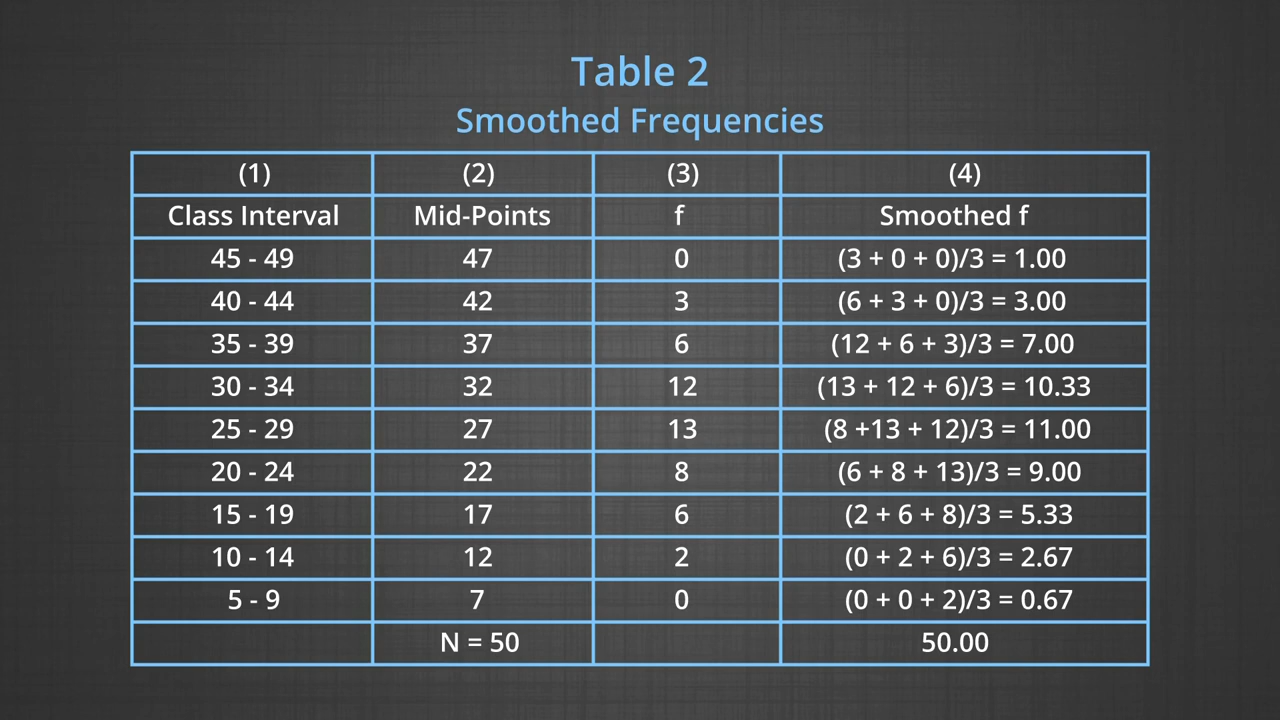 Table 2
Smoothed Frequencies
(1) (2) (3) (4)
Class Interval Mid-Points f Smoothed f
45 - 49 47 0 (3 + 0 + 0)/3 = 1.00
40 - 44 42 3 (6 + 3 + 0)/3 = 3.00
35 - 39 37 6 (12 + 6 + 3)/3 = 7.00
30 - 34 32 12 (13 + 12 + 6)/3 = 10.33
25 - 29 27 13 (8 +13 + 12)/3 = 11.00
20 - 24 22 8 (6 + 8 + 13)/3 = 9.00
15 - 19 17 6 (2 + 6 + 8)/3 = 5.33
10 - 14 12 2 (0 + 2 + 6)/3 = 2.67
5 - 9 7 0 (0 + 0 + 2)/3 = 0.67
N = 50 50.00